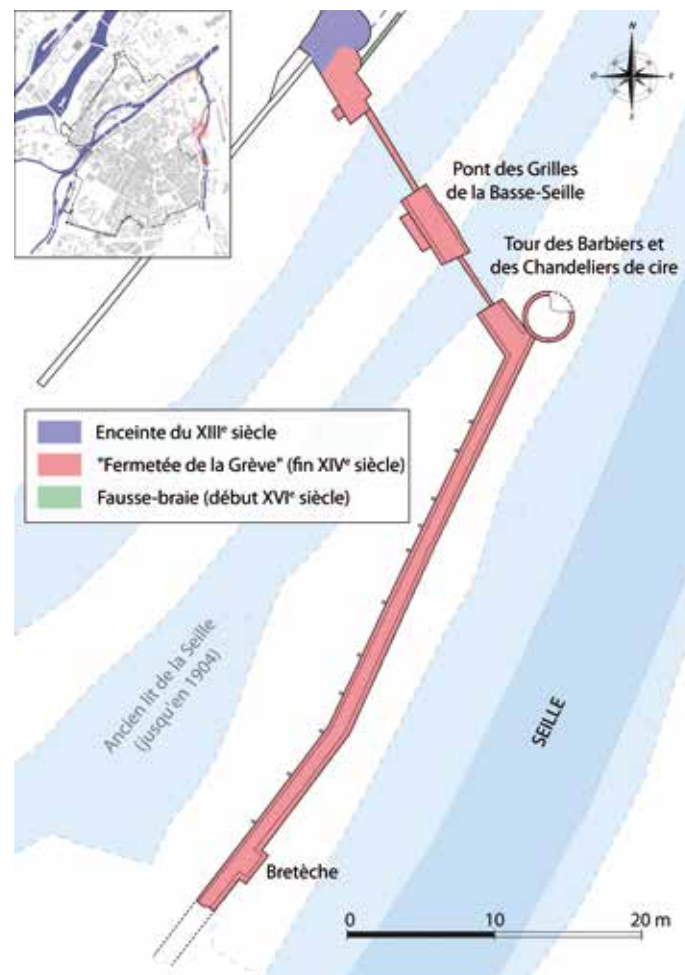 N
O
E
S
Pont des Grilles
de la Basse-Seille
Tour des Barbiers et
des Chandeliers de cire
Enceinte du XIIIe siècle
"Fermetée de la Grève" (fin XIVe siècle)
Fausse-braie (début XVIe siècle)
Ancien lit de la Seille
(jusqu'en 1904)
SEILLE
Bretèche
0 10 20 m